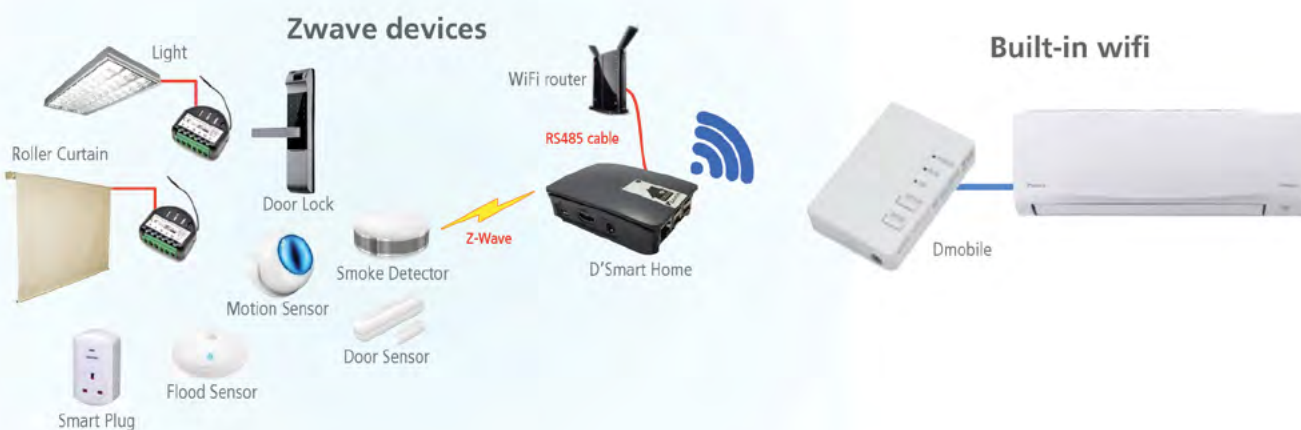 Zwave devices
Light
WiFi router
Built-in wifi
RS485 cable
Roller Curtain
Door Lock
Z-Wave
D'Smart Home
Dmobile
Smoke Detector
Motion Sensor
Door Sensor
Flood Sensor
Smart Plug